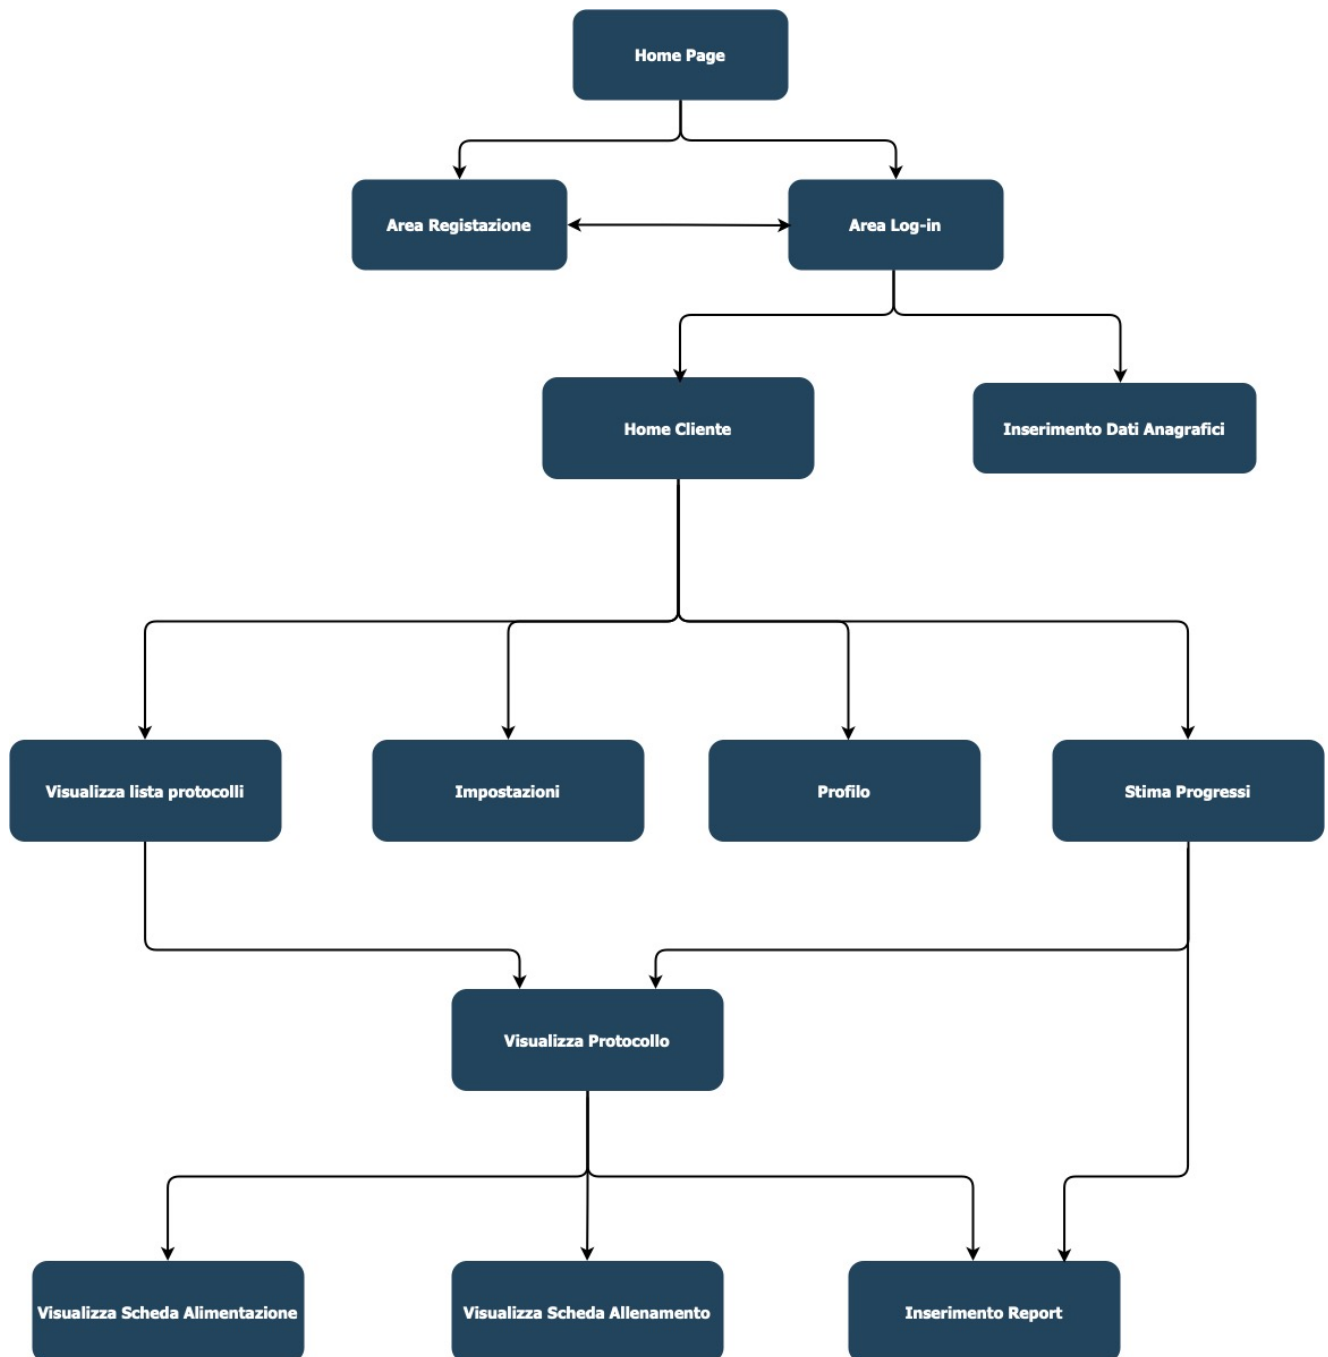 Home Page
Area Registazione
Area Log-in
Home Cliente
Inserimento Dati Anagrafici
Visualizza lista protocolli
Impostazioni
Profilo
Stima Progressi
Visualizza Protocollo
Visualizza Scheda Alimentazione
Visualizza Scheda Allenamento
Inserimento Report